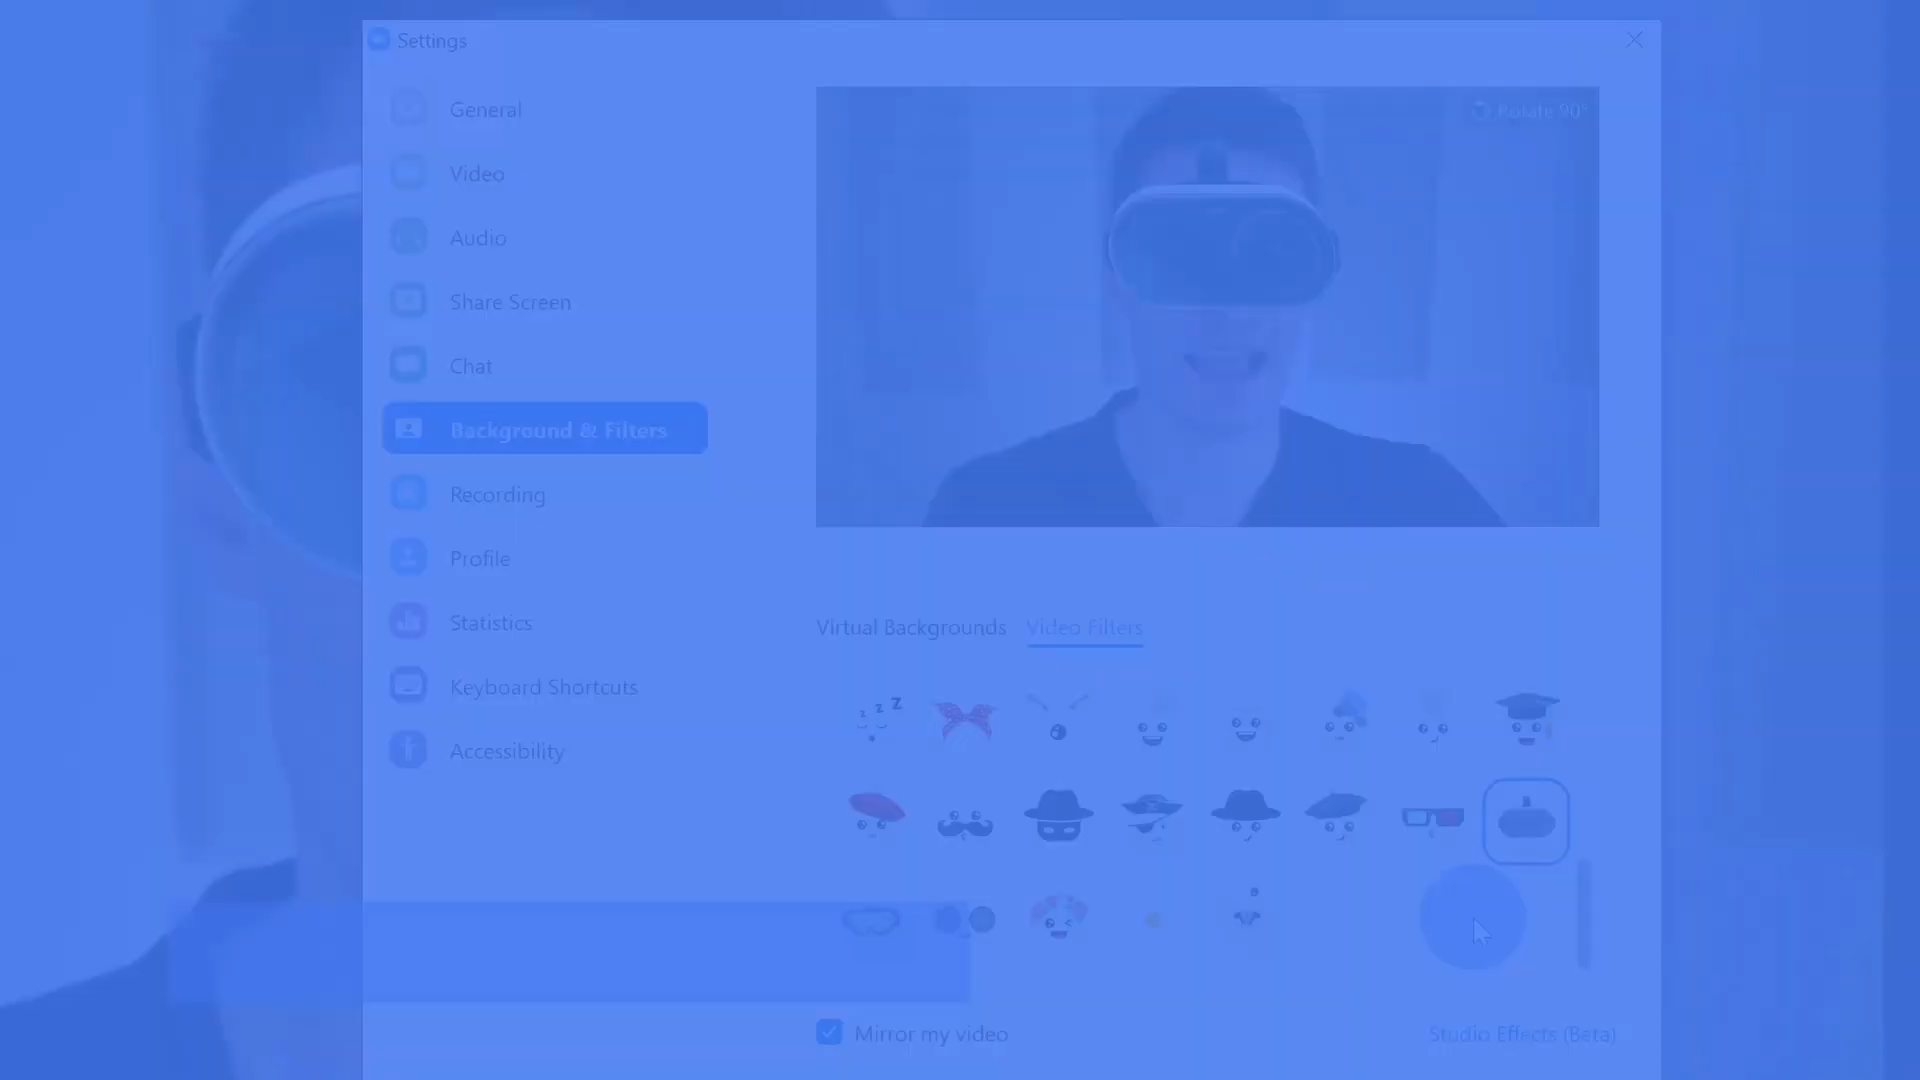 Settings
General
Rotate 90°
Video
Audio
Share Screen
Chat
Background & Filters
Recording
Profile
Statistics
Virtual Backgrounds
Video Filters
Keyboard Shortcuts
z z z
Accessibility
Mirror my video
Studio Effects (Beta)